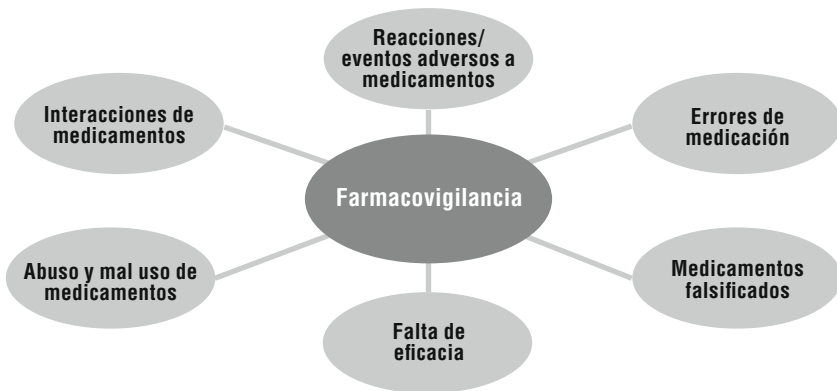 Reacciones/
eventos adversos a
medicamentos
Interacciones de
medicamentos
Errores de
medicación
Farmacovigilancia
Abuso y mal uso de
medicamentos
Medicamentos
falsificados
Falta de
eficacia